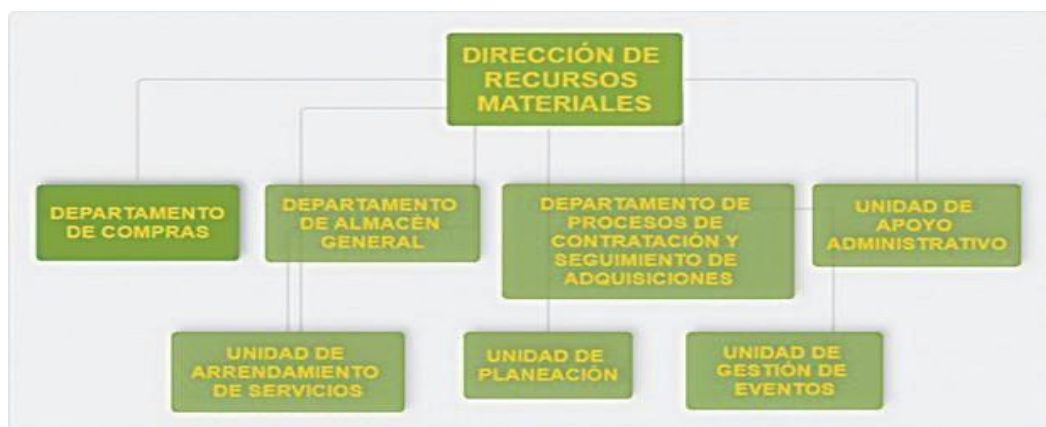 DIRECCIÓN DE
RECURSOS
MATERIALES
DEPARTAMENTO
DE COMPRAS
DEPARTAMENTO
DE ALMACÉN
GENERAL
DEPARTAMENTO DE
PROCESOS DE
CONTRATACIÓN Y
SEGUIMIENTO DE
ADQUISICIONES
UNIDAD DE
APOYO
ADMINISTRATIVO
UNIDAD DE
ARRENDAMIENTO
DE SERVICIOS
UNIDAD DE
PLANEACIÓN
UNIDAD DE
GESTIÓN DE
EVENTOS